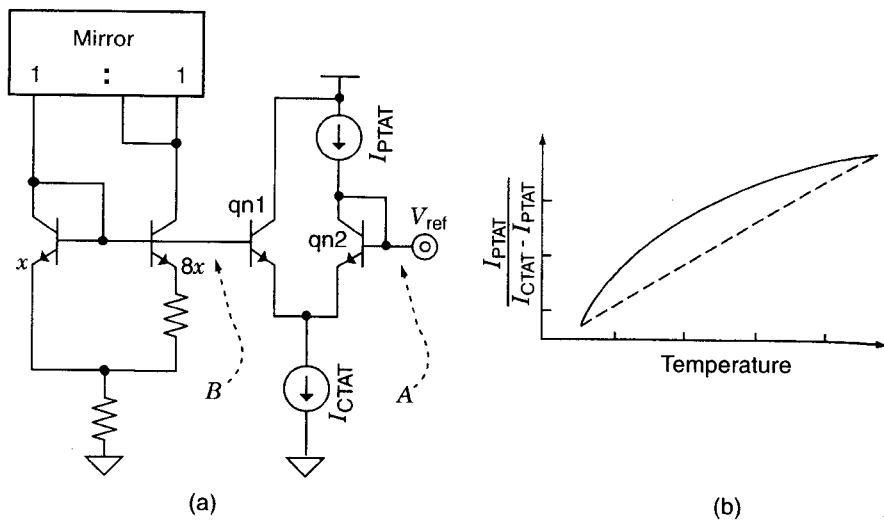 Mirror
1 : 1
I_PTAT
qn1
V_ref
qn2
x
8x
B
I_CTAT
A
(a)
I_PTAT
I_CTAT - I_PTAT
Temperature
(b)